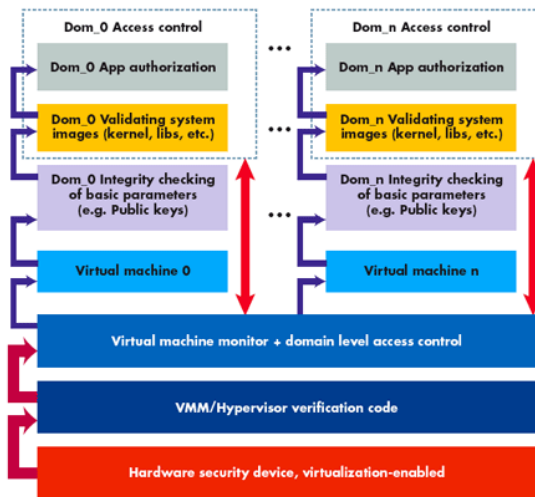 Dom_0 Access control
Dom_0 App authorization
Dom_0 Validating system
images (kernel, libs, etc.)
Dom_0 Integrity checking
of basic parameters
(e.g. Public keys)
Virtual machine 0
...
...
...
Dom_n Access control
Dom_n App authorization
Dom_n Validating system
images (kernel, libs, etc.)
Dom_n Integrity checking
of basic parameters
(e.g. Public keys)
Virtual machine n
Virtual machine monitor + domain level access control
VMM/Hypervisor verification code
Hardware security device, virtualization-enabled